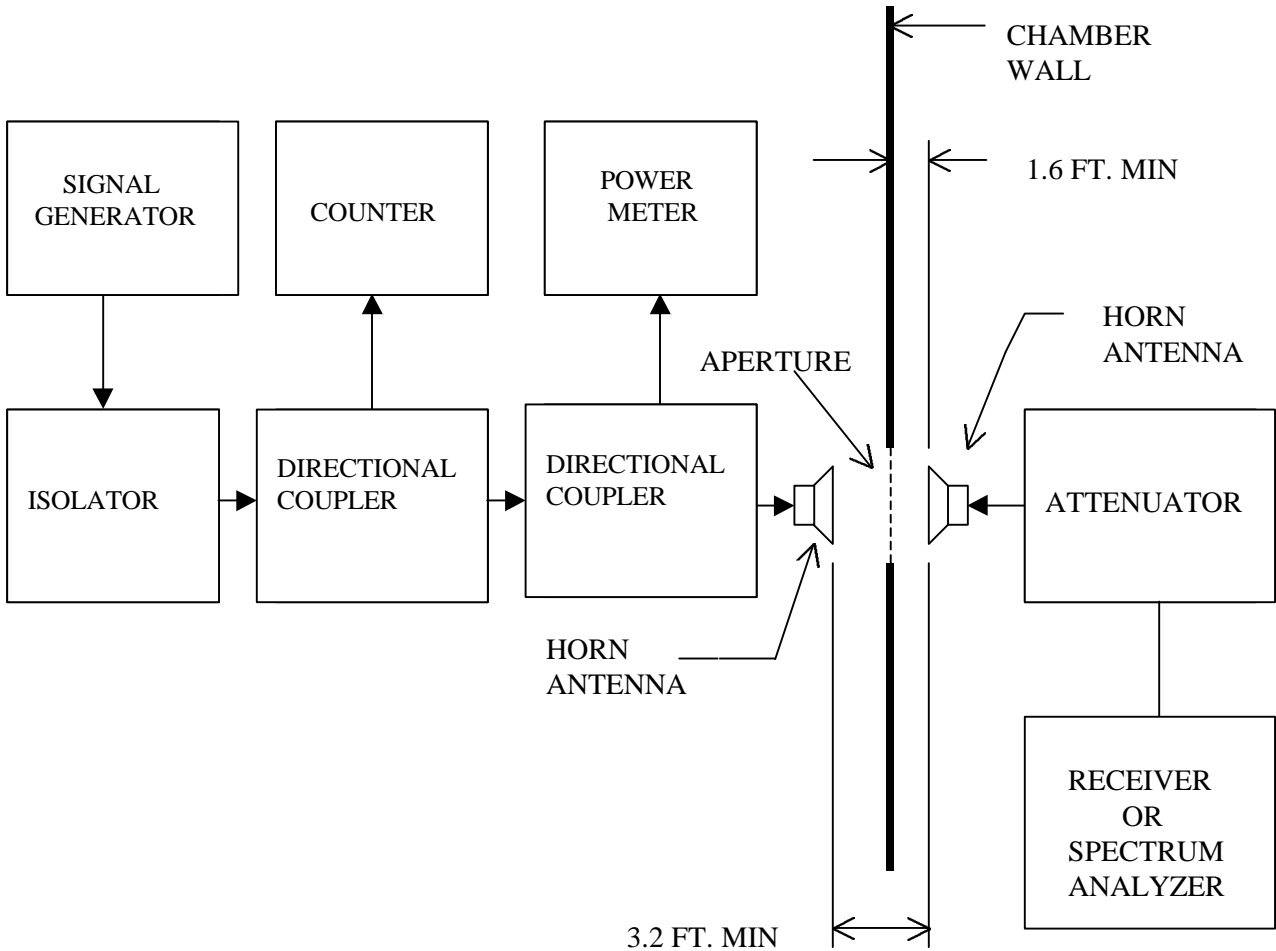 CHAMBER
WALL
SIGNAL
GENERATOR
COUNTER
POWER
METER
1.6 FT. MIN
HORN
ANTENNA
APERTURE
ISOLATOR
DIRECTIONAL
COUPLER
DIRECTIONAL
COUPLER
ATTENUATOR
HORN
ANTENNA
RECEIVER
OR
SPECTRUM
ANALYZER
3.2 FT. MIN